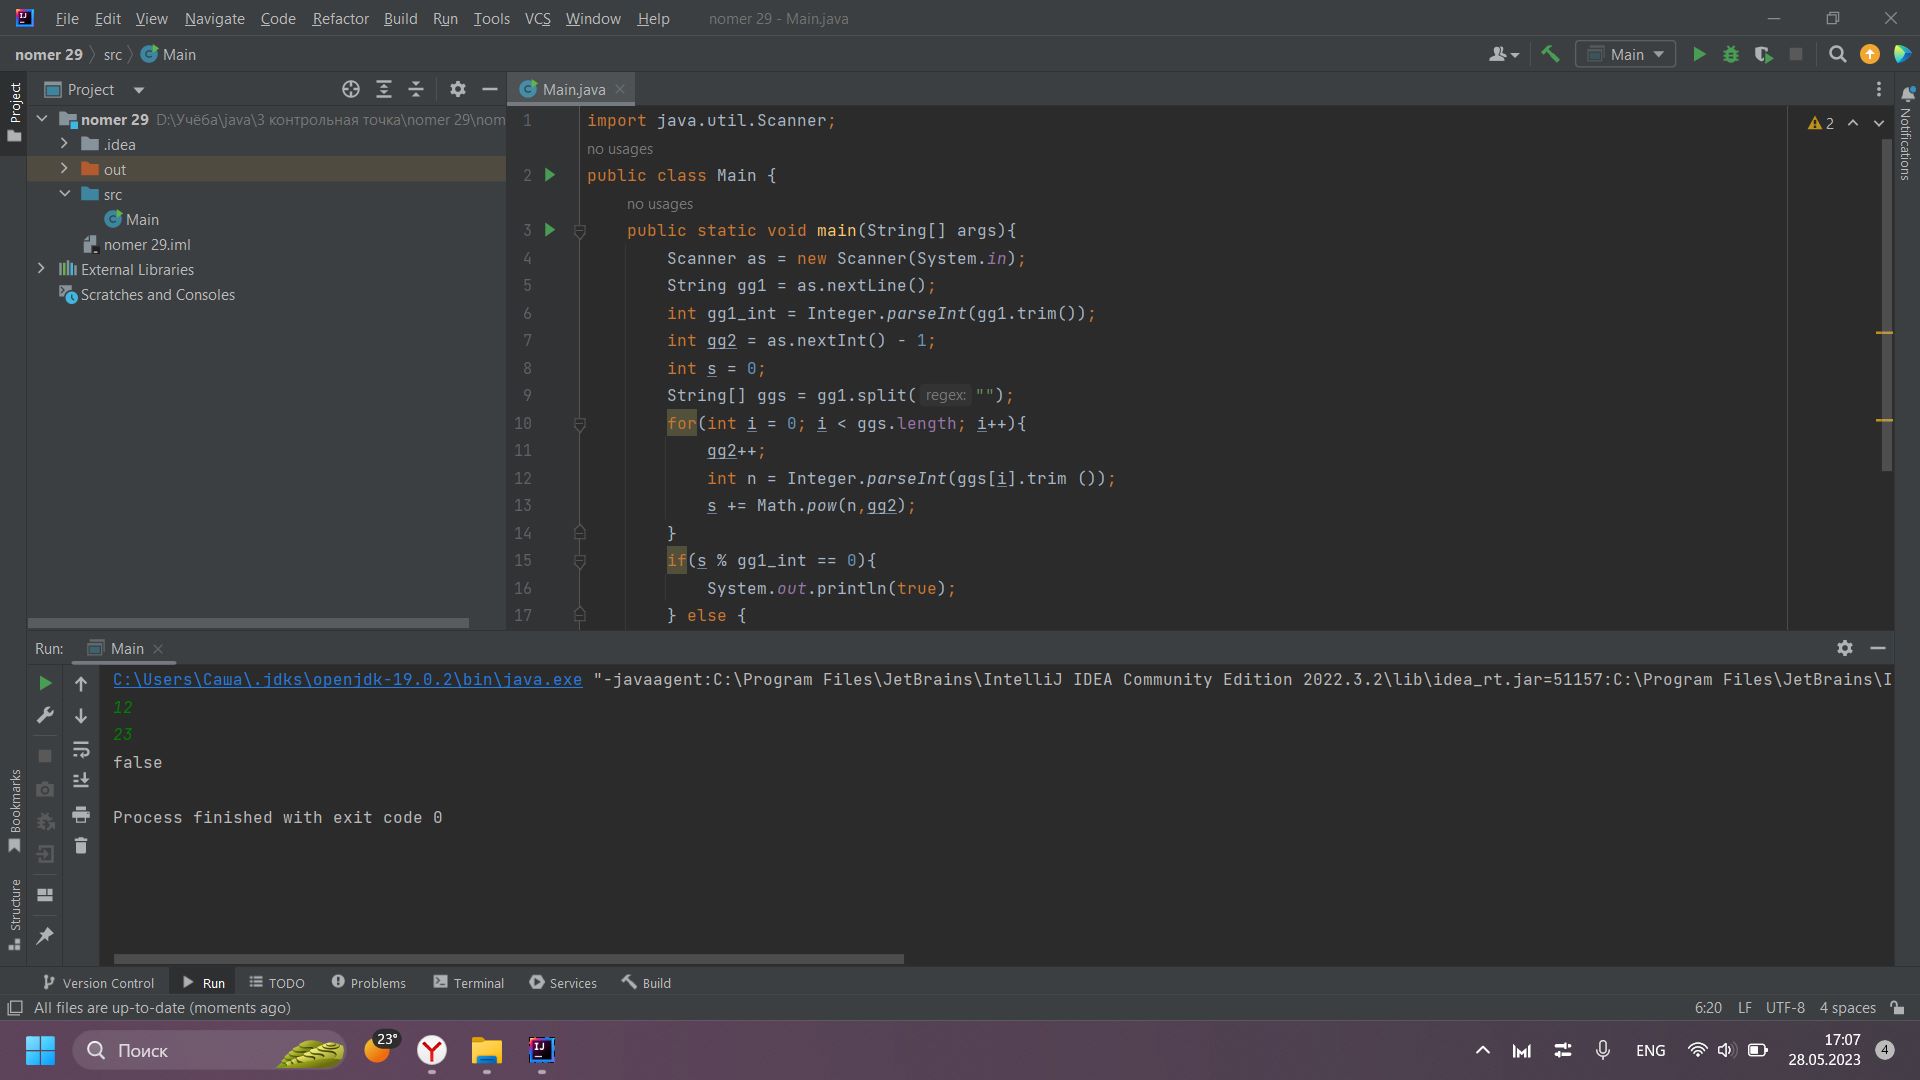 File Edit View Navigate Code Refactor Build Run Tools VCS Window Help nomer 29 - Main.java
nomer 29 src Main
Main
Project
Project
Main.java
nomer 29 D:\Учёба\java\3 контрольная точка\nomer 29\nom
.idea
out
src
Main
nomer 29.iml
External Libraries
Scratches and Consoles
2
Notifications
1 import java.util.Scanner;
no usages
2 public class Main {
no usages
3 public static void main(String[] args){
4 Scanner as = new Scanner(System.in);
5 String gg1 = as.nextLine();
6 int gg1_int = Integer.parseInt(gg1.trim());
7 int gg2 = as.nextInt() - 1;
8 int s = 0;
9 String[] ggs = gg1.split( regex: "");
10 for(int i = 0; i < ggs.length; i++){
11 gg2++;
12 int n = Integer.parseInt(ggs[i].trim ());
13 s += Math.pow(n,gg2);
14 }
15 if(s % gg1_int == 0){
16 System.out.println(true);
17 } else {
Run: Main
C:\Users\Саша\.jdks\openjdk-19.0.2\bin\java.exe "-javaagent:C:\Program Files\JetBrains\IntelliJ IDEA Community Edition 2022.3.2\lib\idea_rt.jar=51157:C:\Program Files\JetBrains\I
12
23
false
Process finished with exit code 0
Bookmarks
Structure
Version Control Run TODO Problems Terminal Services Build
All files are up-to-date (moments ago)
6:20 LF UTF-8 4 spaces
Поиск
23°
ENG
17:07
28.05.2023
4